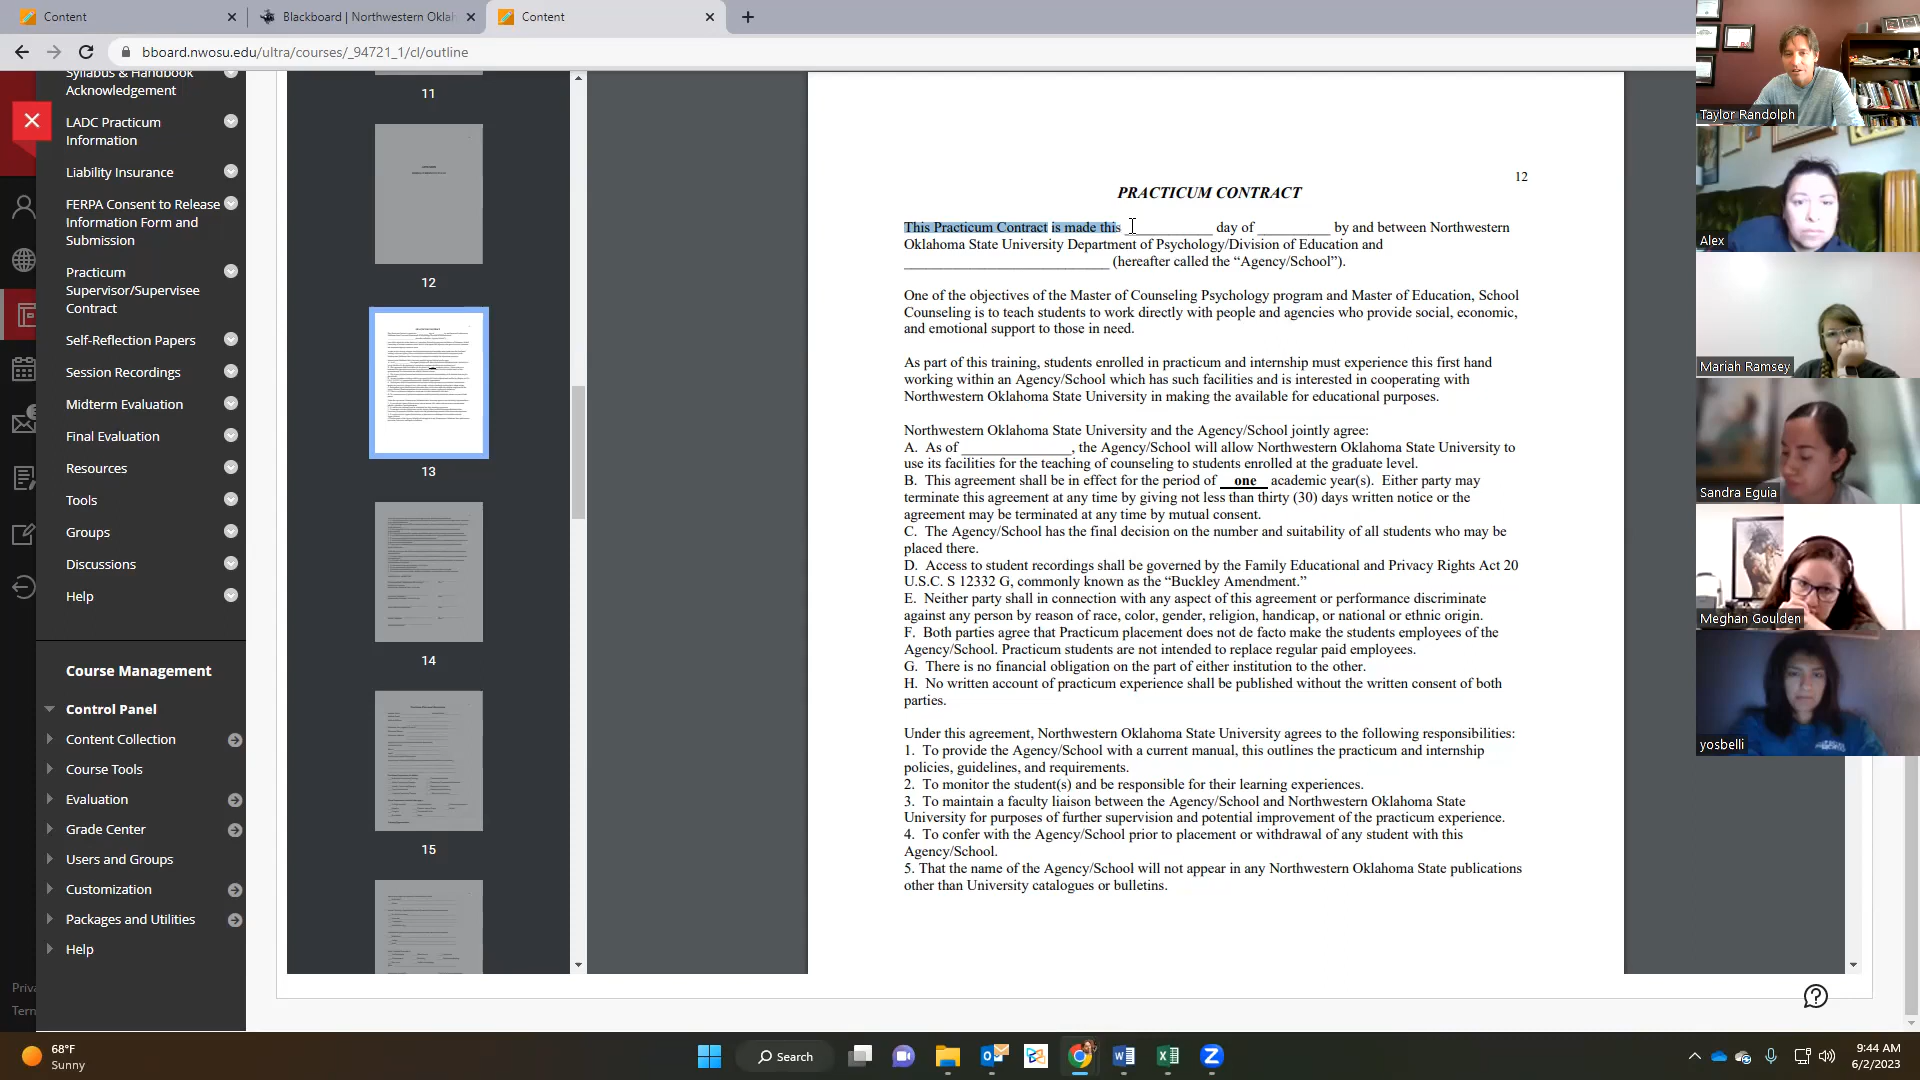 Content
Blackboard | Northwestern Oklah
Content
bboard.nwosu.edu/ultra/courses/_94721_1/cl/outline
Syllabus & Handbook
Acknowledgement
LADC Practicum
Information
Liability Insurance
FERPA Consent to Release
Information Form and
Submission
Practicum
Supervisor/Supervisee
Contract
Self-Reflection Papers
Session Recordings
Midterm Evaluation
Final Evaluation
Resources
Tools
Groups
Discussions
Help
Course Management
Control Panel
Content Collection
Course Tools
Evaluation
Grade Center
Users and Groups
Customization
Packages and Utilities
Help
Priva
Term
11
12
13
14
15
12
PRACTICUM CONTRACT
This Practicum Contract is made this ____________ day of __________ by and between Northwestern
Oklahoma State University Department of Psychology/Division of Education and
____________________________ (hereafter called the “Agency/School”).
One of the objectives of the Master of Counseling Psychology program and Master of Education, School
Counseling is to teach students to work directly with people and agencies who provide social, economic,
and emotional support to those in need.
As part of this training, students enrolled in practicum and internship must experience this first hand
working within an Agency/School which has such facilities and is interested in cooperating with
Northwestern Oklahoma State University in making the available for educational purposes.
Northwestern Oklahoma State University and the Agency/School jointly agree:
A. As of _______________, the Agency/School will allow Northwestern Oklahoma State University to
use its facilities for the teaching of counseling to students enrolled at the graduate level.
B. This agreement shall be in effect for the period of __one__ academic year(s). Either party may
terminate this agreement at any time by giving not less than thirty (30) days written notice or the
agreement may be terminated at any time by mutual consent.
C. The Agency/School has the final decision on the number and suitability of all students who may be
placed there.
D. Access to student recordings shall be governed by the Family Educational and Privacy Rights Act 20
U.S.C. S 12332 G, commonly known as the “Buckley Amendment.”
E. Neither party shall in connection with any aspect of this agreement or performance discriminate
against any person by reason of race, color, gender, religion, handicap, or national or ethnic origin.
F. Both parties agree that Practicum placement does not de facto make the students employees of the
Agency/School. Practicum students are not intended to replace regular paid employees.
G. There is no financial obligation on the part of either institution to the other.
H. No written account of practicum experience shall be published without the written consent of both
parties.
Under this agreement, Northwestern Oklahoma State University agrees to the following responsibilities:
1. To provide the Agency/School with a current manual, this outlines the practicum and internship
policies, guidelines, and requirements.
2. To monitor the student(s) and be responsible for their learning experiences.
3. To maintain a faculty liaison between the Agency/School and Northwestern Oklahoma State
University for purposes of further supervision and potential improvement of the practicum experience.
4. To confer with the Agency/School prior to placement or withdrawal of any student with this
Agency/School.
5. That the name of the Agency/School will not appear in any Northwestern Oklahoma State publications
other than University catalogues or bulletins.
Taylor Randolph
Alex
Mariah Ramsey
Sandra Eguia
Meghan Goulden
yosbelli
68°F
Sunny
Search
9:44 AM
6/2/2023